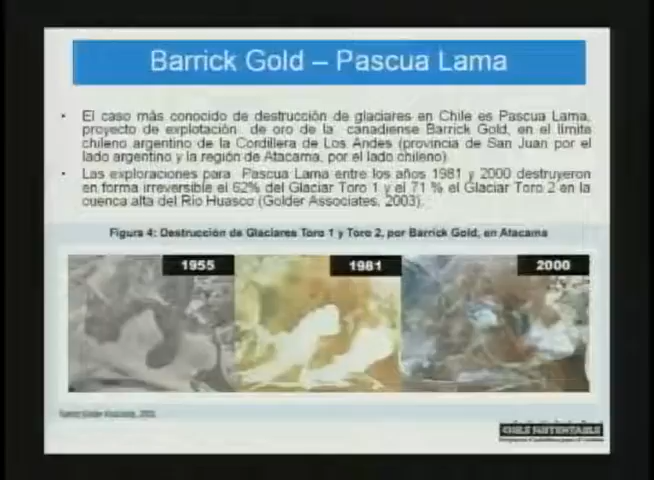 Barrick Gold – Pascua Lama
• El caso más conocido de destrucción de glaciares en Chile es Pascua Lama,
proyecto de explotación de oro de la canadiense Barrick Gold, en el límite
chileno argentino de la Cordillera de Los Andes (provincia de San Juan por el
lado argentino y la región de Atacama, por el lado chileno).
• Las exploraciones para Pascua Lama entre los años 1981 y 2000 destruyeron
en forma irreversible el 62% del Glaciar Toro 1 y el 71 % el Glaciar Toro 2 en la
cuenca alta del Río Huasco (Golder Associates, 2003).
Figura 4: Destrucción de Glaciares Toro 1 y Toro 2, por Barrick Gold, en Atacama
1955 1981 2000
CHILE SUSTENTABLE